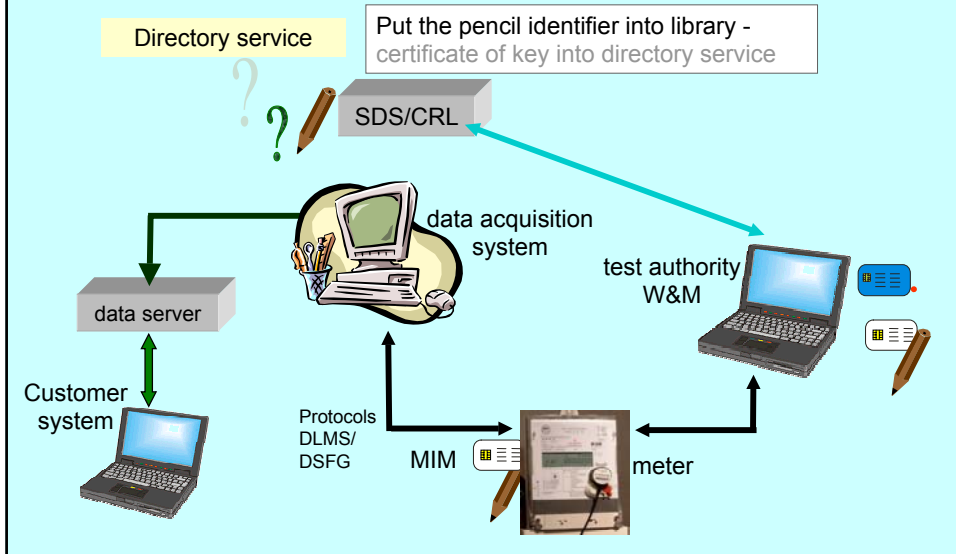 Directory service
Put the pencil identifier into library -
certificate of key into directory service
?
?
SDS/CRL
data acquisition
system
test authority
W&M
data server
Customer
system
Protocols
DLMS/
DSFG
MIM
meter